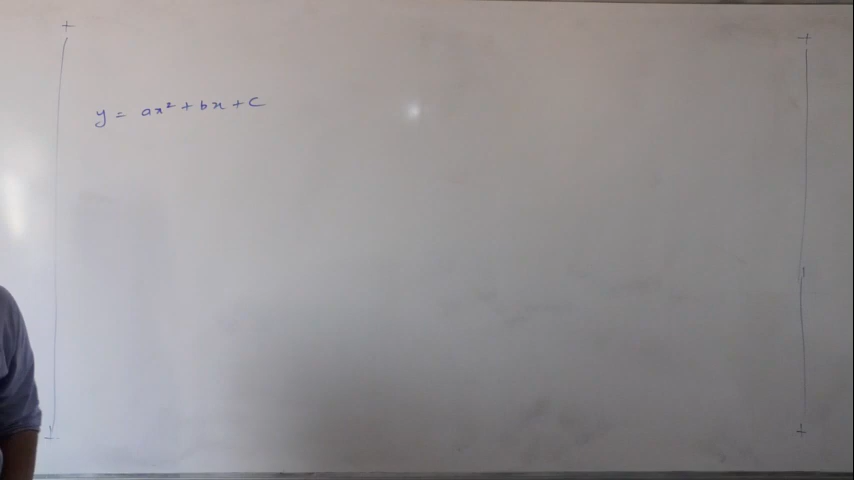 y = ax² + bx + c